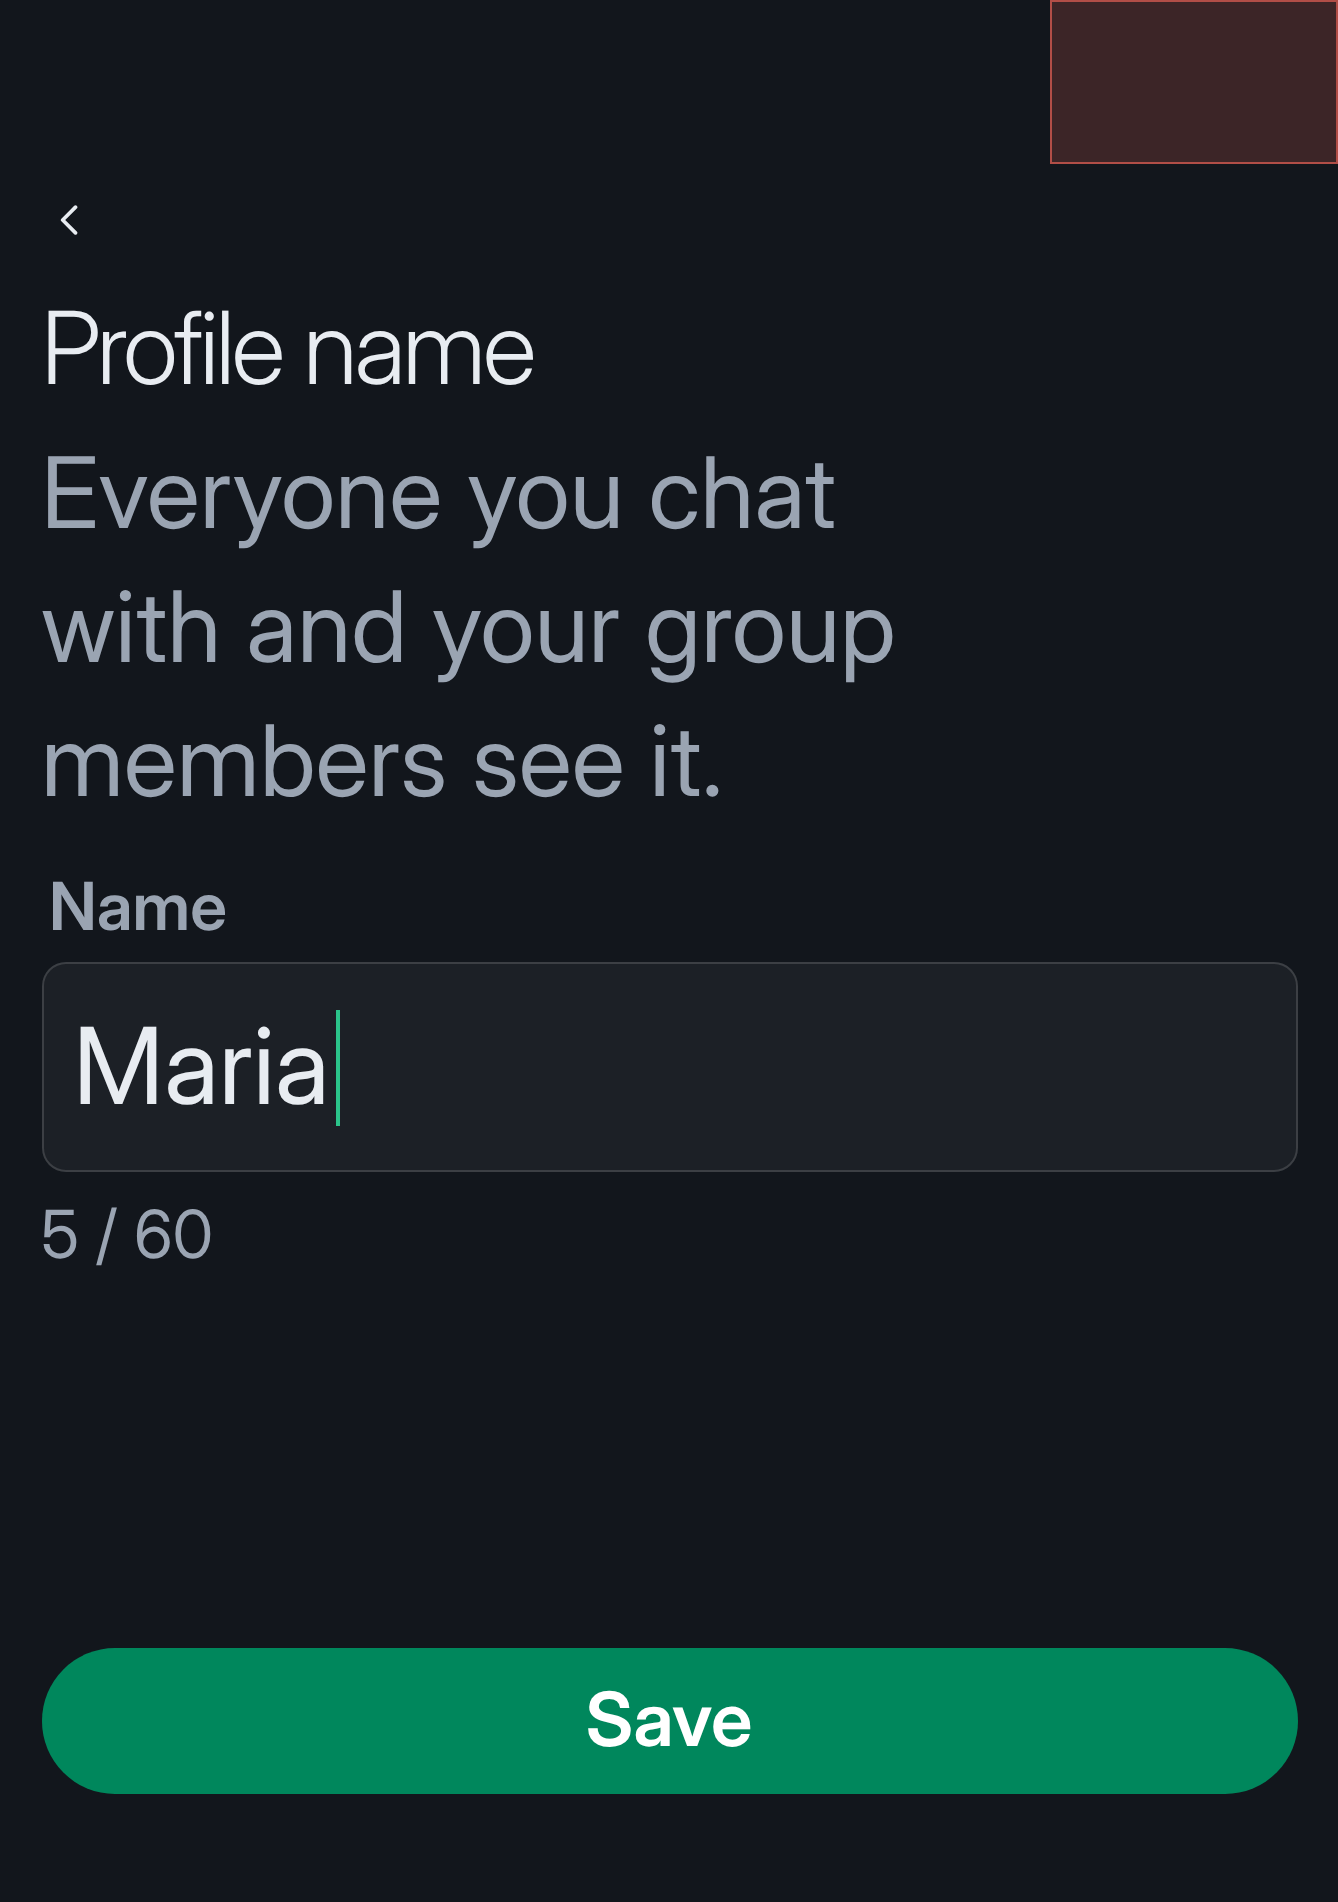 Profile name
Everyone you chat
with and your group
members see it.
Name
Maria
5 / 60
Save